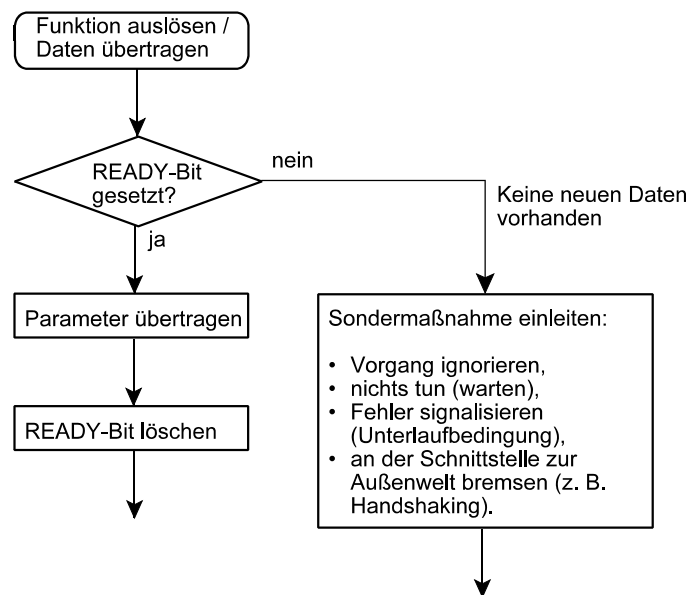 Funktion auslösen /
Daten übertragen
READY-Bit
gesetzt?
nein
ja
Keine neuen Daten
vorhanden
Parameter übertragen
READY-Bit löschen
Sondermaßnahme einleiten:
• Vorgang ignorieren,
• nichts tun (warten),
• Fehler signalisieren
(Unterlaufbedingung),
• an der Schnittstelle zur
Außenwelt bremsen (z. B.
Handshaking).